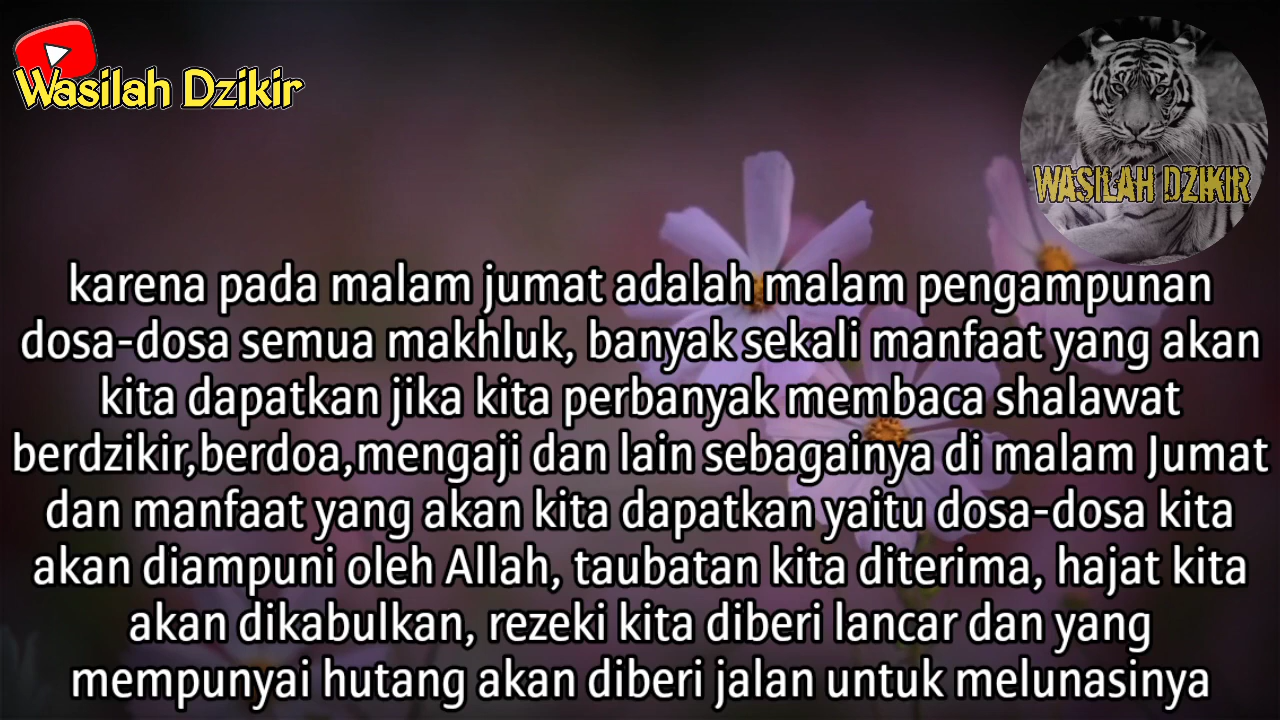 Wasilah Dzikir
WASILAH DZIKIR
karena pada malam jumat adalah malam pengampunan
dosa-dosa semua makhluk, banyak sekali manfaat yang akan
kita dapatkan jika kita perbanyak membaca shalawat
berdzikir,berdoa,mengaji dan lain sebagainya di malam Jumat
dan manfaat yang akan kita dapatkan yaitu dosa-dosa kita
akan diampuni oleh Allah, taubatan kita diterima, hajat kita
akan dikabulkan, rezeki kita diberi lancar dan yang
mempunyai hutang akan diberi jalan untuk melunasinya